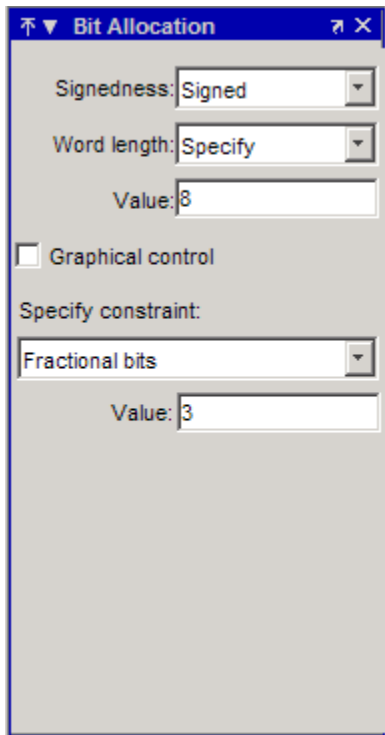 Bit Allocation
Signedness: Signed
Word length: Specify
Value: 8
Graphical control
Specify constraint:
Fractional bits
Value: 3